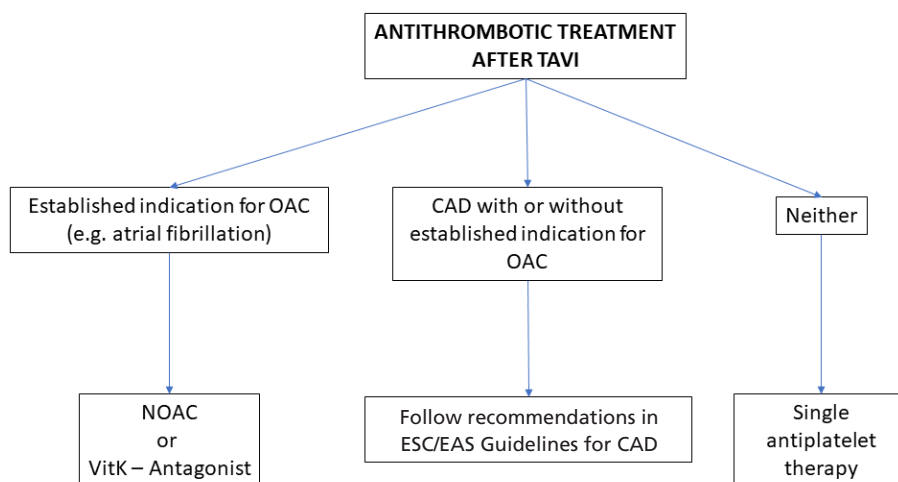 ANTITHROMBOTIC TREATMENT
AFTER TAVI
Established indication for OAC
(e.g. atrial fibrillation)
CAD with or without
established indication for
OAC
Neither
NOAC
or
VitK – Antagonist
Follow recommendations in
ESC/EAS Guidelines for CAD
Single
antiplatelet
therapy